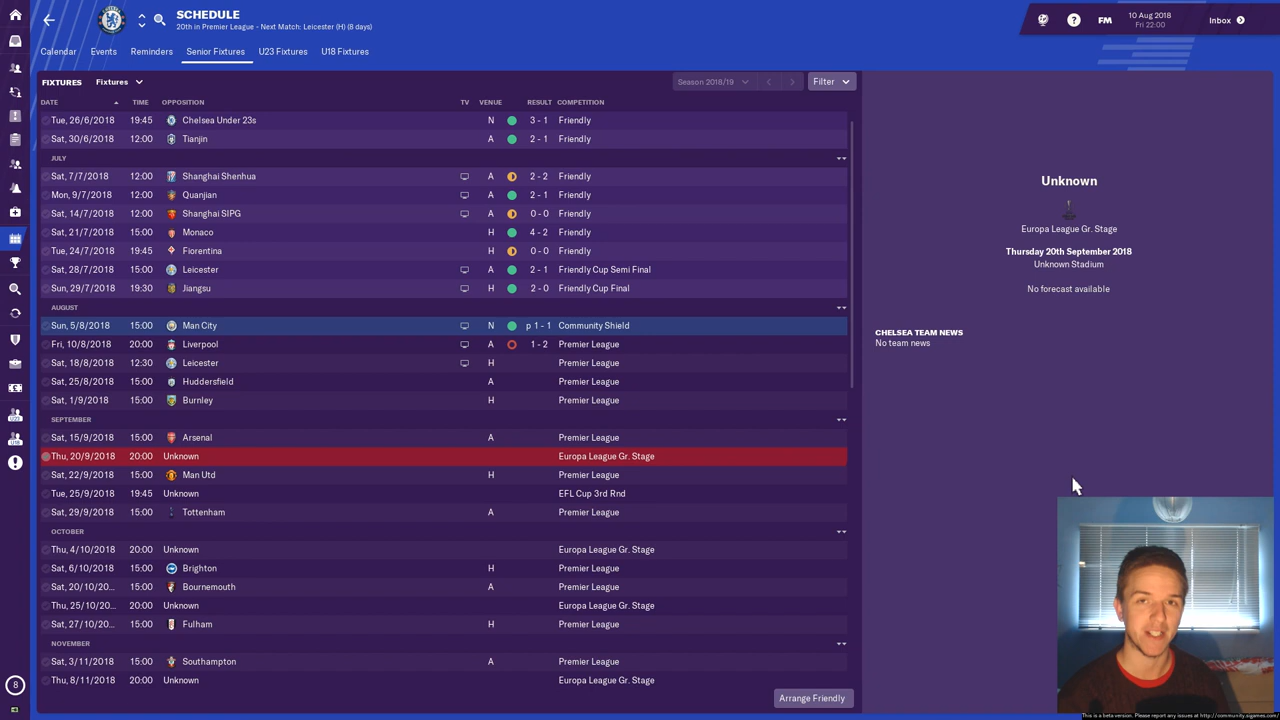 SCHEDULE
20th in Premier League - Next Match: Leicester (H) (8 days)
FM
10 Aug 2018
Fri 22:00
Inbox
Calendar Events Reminders Senior Fixtures U23 Fixtures U18 Fixtures
FIXTURES Fixtures Season 2018/19 Filter
DATE TIME OPPOSITION TV VENUE RESULT COMPETITION
Tue, 26/6/2018 19:45 Chelsea Under 23s N 3 - 1 Friendly
Sat, 30/6/2018 12:00 Tianjin A 2 - 1 Friendly
JULY
Sat, 7/7/2018 12:00 Shanghai Shenhua A 2 - 2 Friendly
Mon, 9/7/2018 12:00 Quanjian A 2 - 1 Friendly
Sat, 14/7/2018 12:00 Shanghai SIPG A 0 - 0 Friendly
Sat, 21/7/2018 15:00 Monaco H 4 - 2 Friendly
Tue, 24/7/2018 19:45 Fiorentina H 0 - 0 Friendly
Sat, 28/7/2018 15:00 Leicester A 2 - 1 Friendly Cup Semi Final
Sun, 29/7/2018 19:30 Jiangsu H 2 - 0 Friendly Cup Final
AUGUST
Sun, 5/8/2018 15:00 Man City N p 1 - 1 Community Shield
Fri, 10/8/2018 20:00 Liverpool A 1 - 2 Premier League
Sat, 18/8/2018 12:30 Leicester H Premier League
Sat, 25/8/2018 15:00 Huddersfield A Premier League
Sat, 1/9/2018 15:00 Burnley H Premier League
SEPTEMBER
Sat, 15/9/2018 15:00 Arsenal A Premier League
Thu, 20/9/2018 20:00 Unknown Europa League Gr. Stage
Sat, 22/9/2018 15:00 Man Utd H Premier League
Tue, 25/9/2018 19:45 Unknown EFL Cup 3rd Rnd
Sat, 29/9/2018 15:00 Tottenham A Premier League
OCTOBER
Thu, 4/10/2018 20:00 Unknown Europa League Gr. Stage
Sat, 6/10/2018 15:00 Brighton H Premier League
Sat, 20/10/20... 15:00 Bournemouth A Premier League
Thu, 25/10/20... 20:00 Unknown Europa League Gr. Stage
Sat, 27/10/20... 15:00 Fulham H Premier League
NOVEMBER
Sat, 3/11/2018 15:00 Southampton A Premier League
Thu, 8/11/2018 20:00 Unknown Europa League Gr. Stage
Arrange Friendly
8
Unknown
Europa League Gr. Stage
Thursday 20th September 2018
Unknown Stadium
No forecast available
CHELSEA TEAM NEWS
No team news
This is a beta version. Please report any issues at http://community.sigames.com/